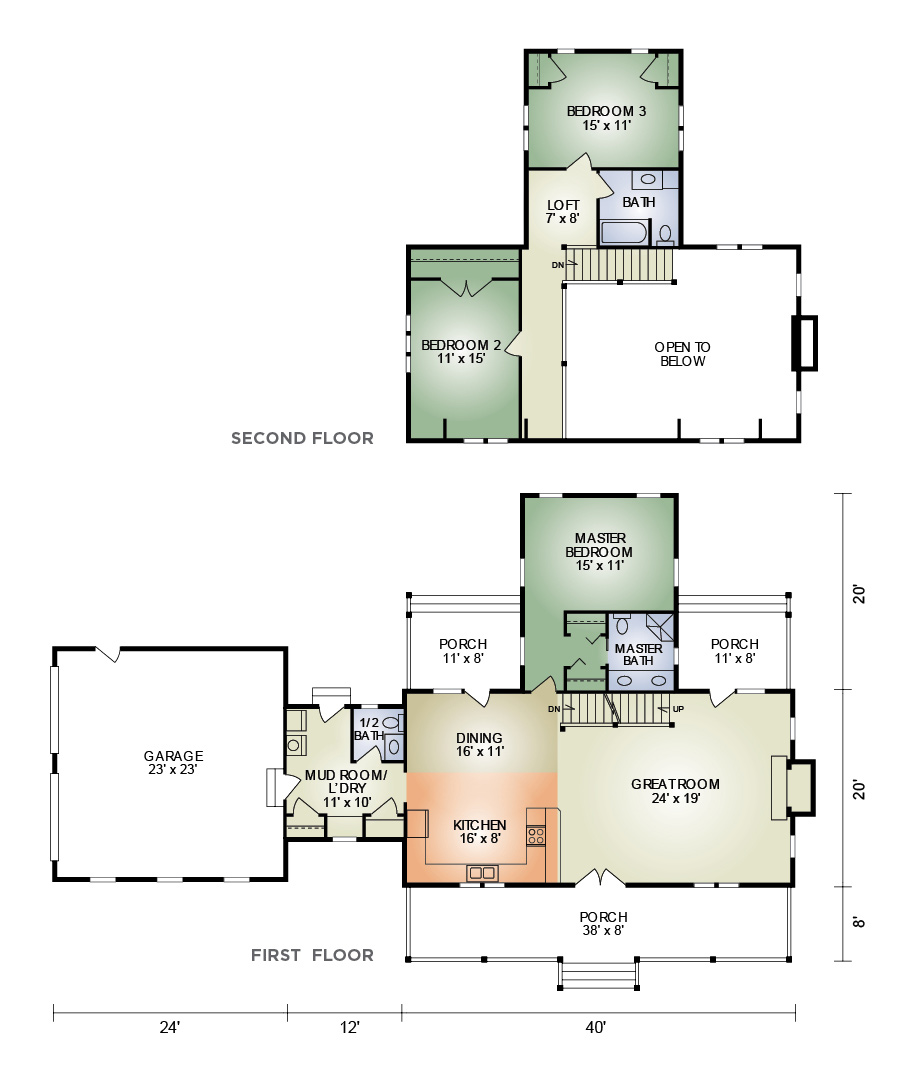 BEDROOM 3
15' x 11'
LOFT
7' x 8'
BATH
DN
BEDROOM 2
11' x 15'
OPEN TO
BELOW
SECOND FLOOR
MASTER
BEDROOM
15' x 11'
20'
PORCH
11' x 8'
MASTER
BATH
PORCH
11' x 8'
DN
UP
1/2
BATH
DINING
16' x 11'
GARAGE
23' x 23'
MUD ROOM/
L'DRY
11' x 10'
GREAT ROOM
24' x 19'
20'
KITCHEN
16' x 8'
PORCH
38' x 8'
8'
FIRST FLOOR
24'
12'
40'